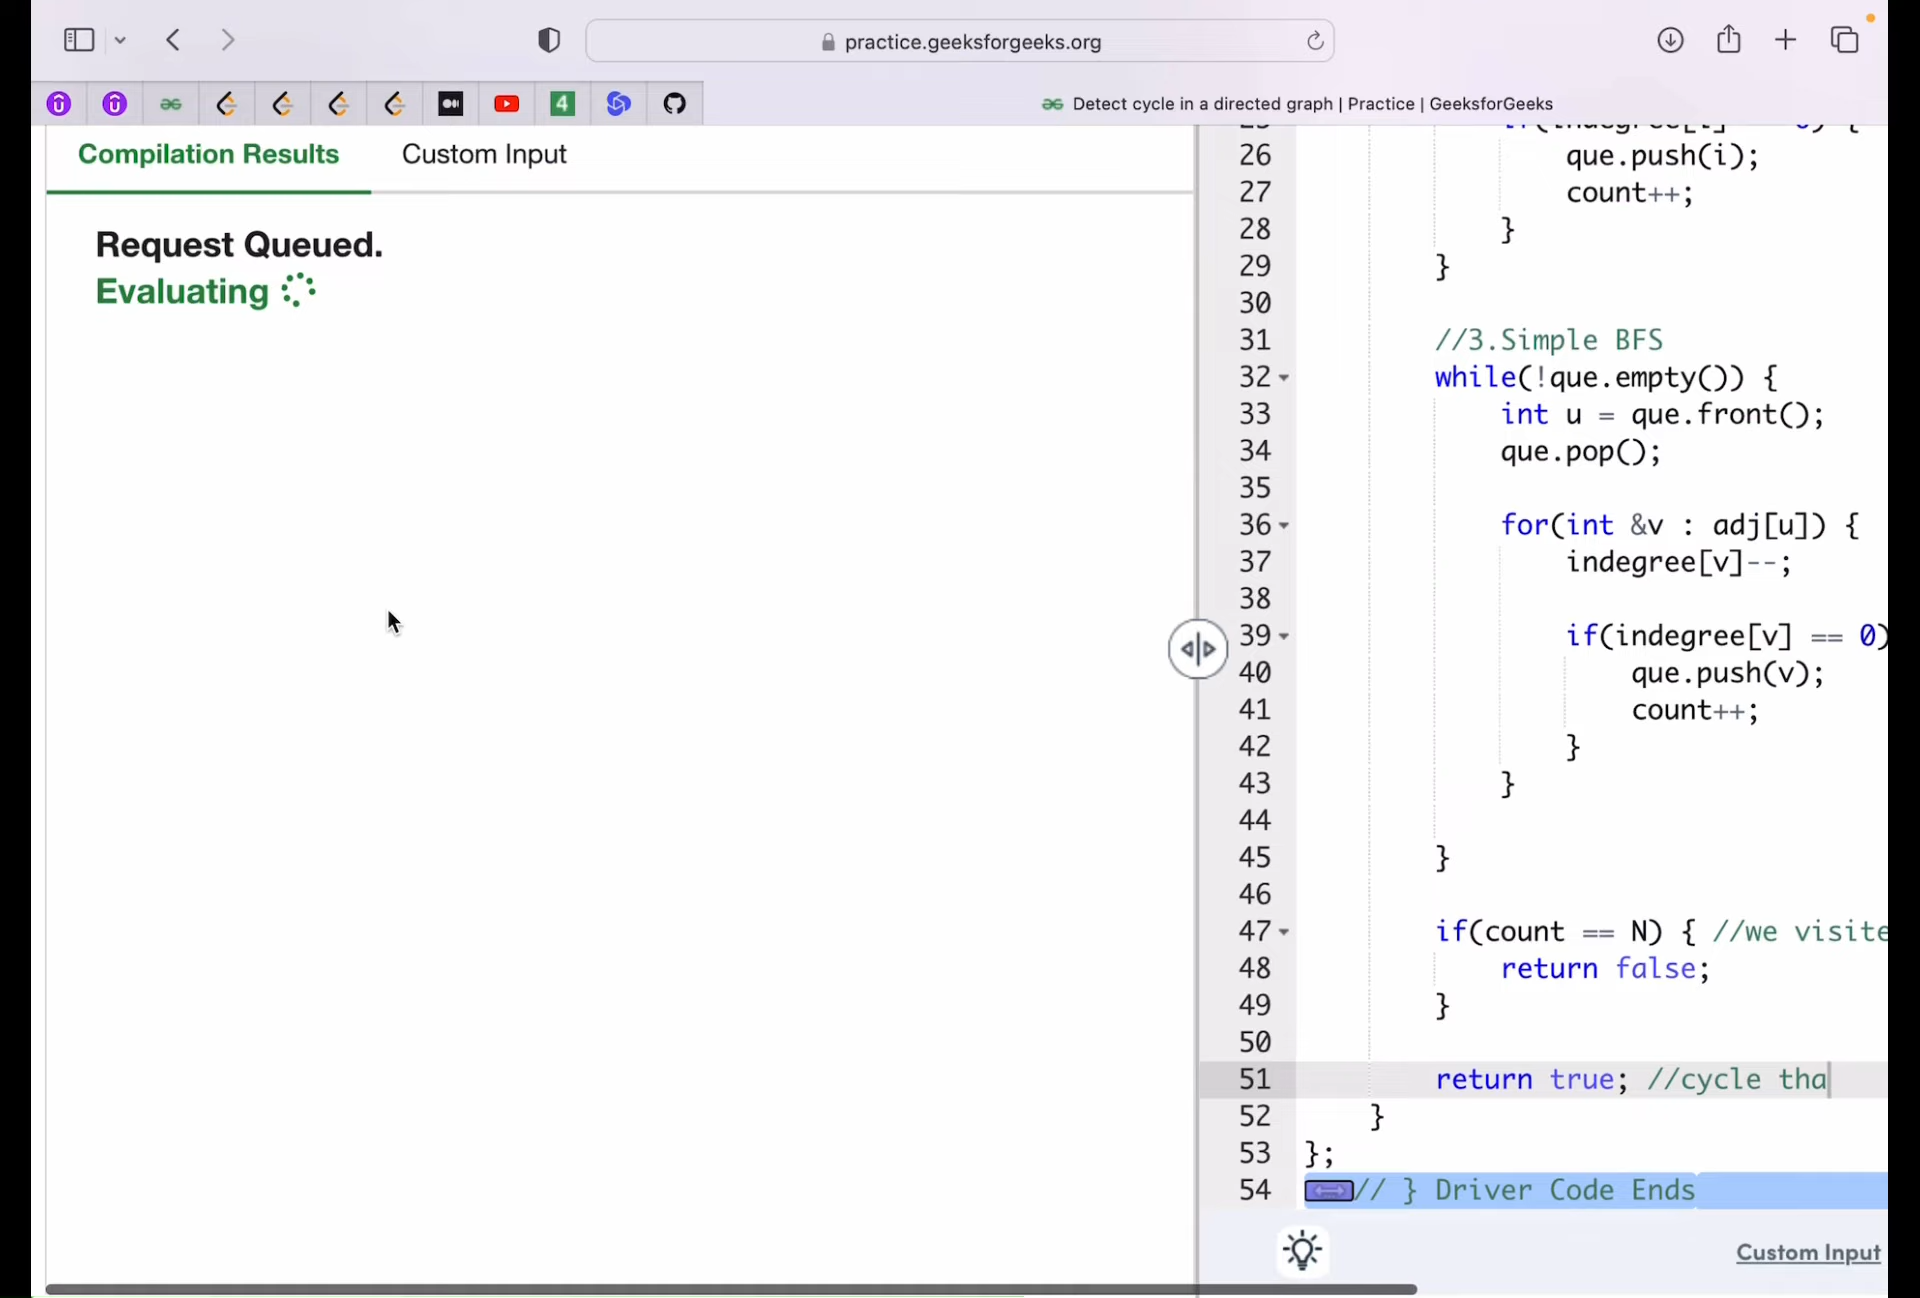 practice.geeksforgeeks.org
4
Detect cycle in a directed graph | Practice | GeeksforGeeks
Compilation Results
Custom Input
Request Queued.
Evaluating
26 que.push(i);
27 count++;
28 }
29 }
30
31 //3.Simple BFS
32 while(!que.empty()) {
33 int u = que.front();
34 que.pop();
35
36 for(int &v : adj[u]) {
37 indegree[v]--;
38
39 if(indegree[v] == 0)
40 que.push(v);
41 count++;
42 }
43 }
44
45 }
46
47 if(count == N) { //we visite
48 return false;
49 }
50
51 return true; //cycle tha
52 }
53 };
54 // } Driver Code Ends
Custom Input